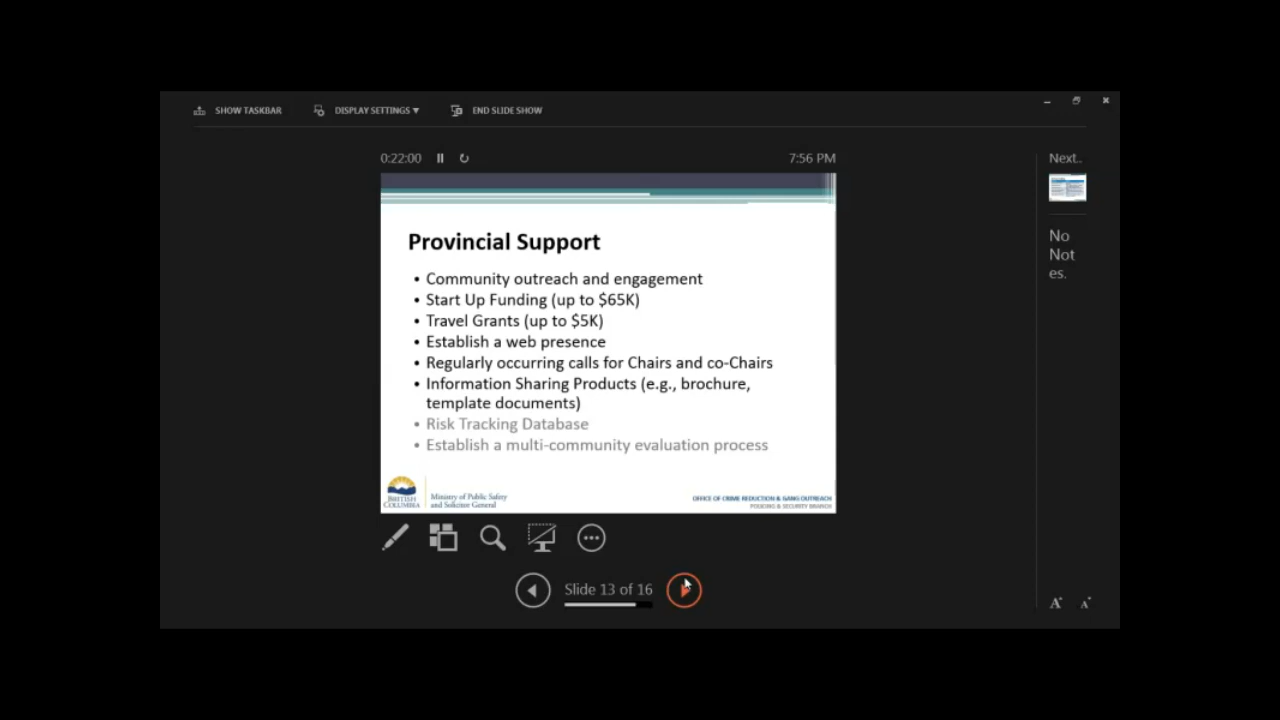 SHOW TASKBAR
DISPLAY SETTINGS ▼
END SLIDE SHOW
0:22:00
7:56 PM
Next..
Provincial Support
• Community outreach and engagement
• Start Up Funding (up to $65K)
• Travel Grants (up to $5K)
• Establish a web presence
• Regularly occurring calls for Chairs and co-Chairs
• Information Sharing Products (e.g., brochure,
template documents)
• Risk Tracking Database
• Establish a multi-community evaluation process
BRITISH
COLUMBIA
Ministry of Public Safety
and Solicitor General
OFFICE OF CRIME REDUCTION & GANG OUTREACH
POLICING & SECURITY BRANCH
No
Not
es.
Slide 13 of 16
A
A